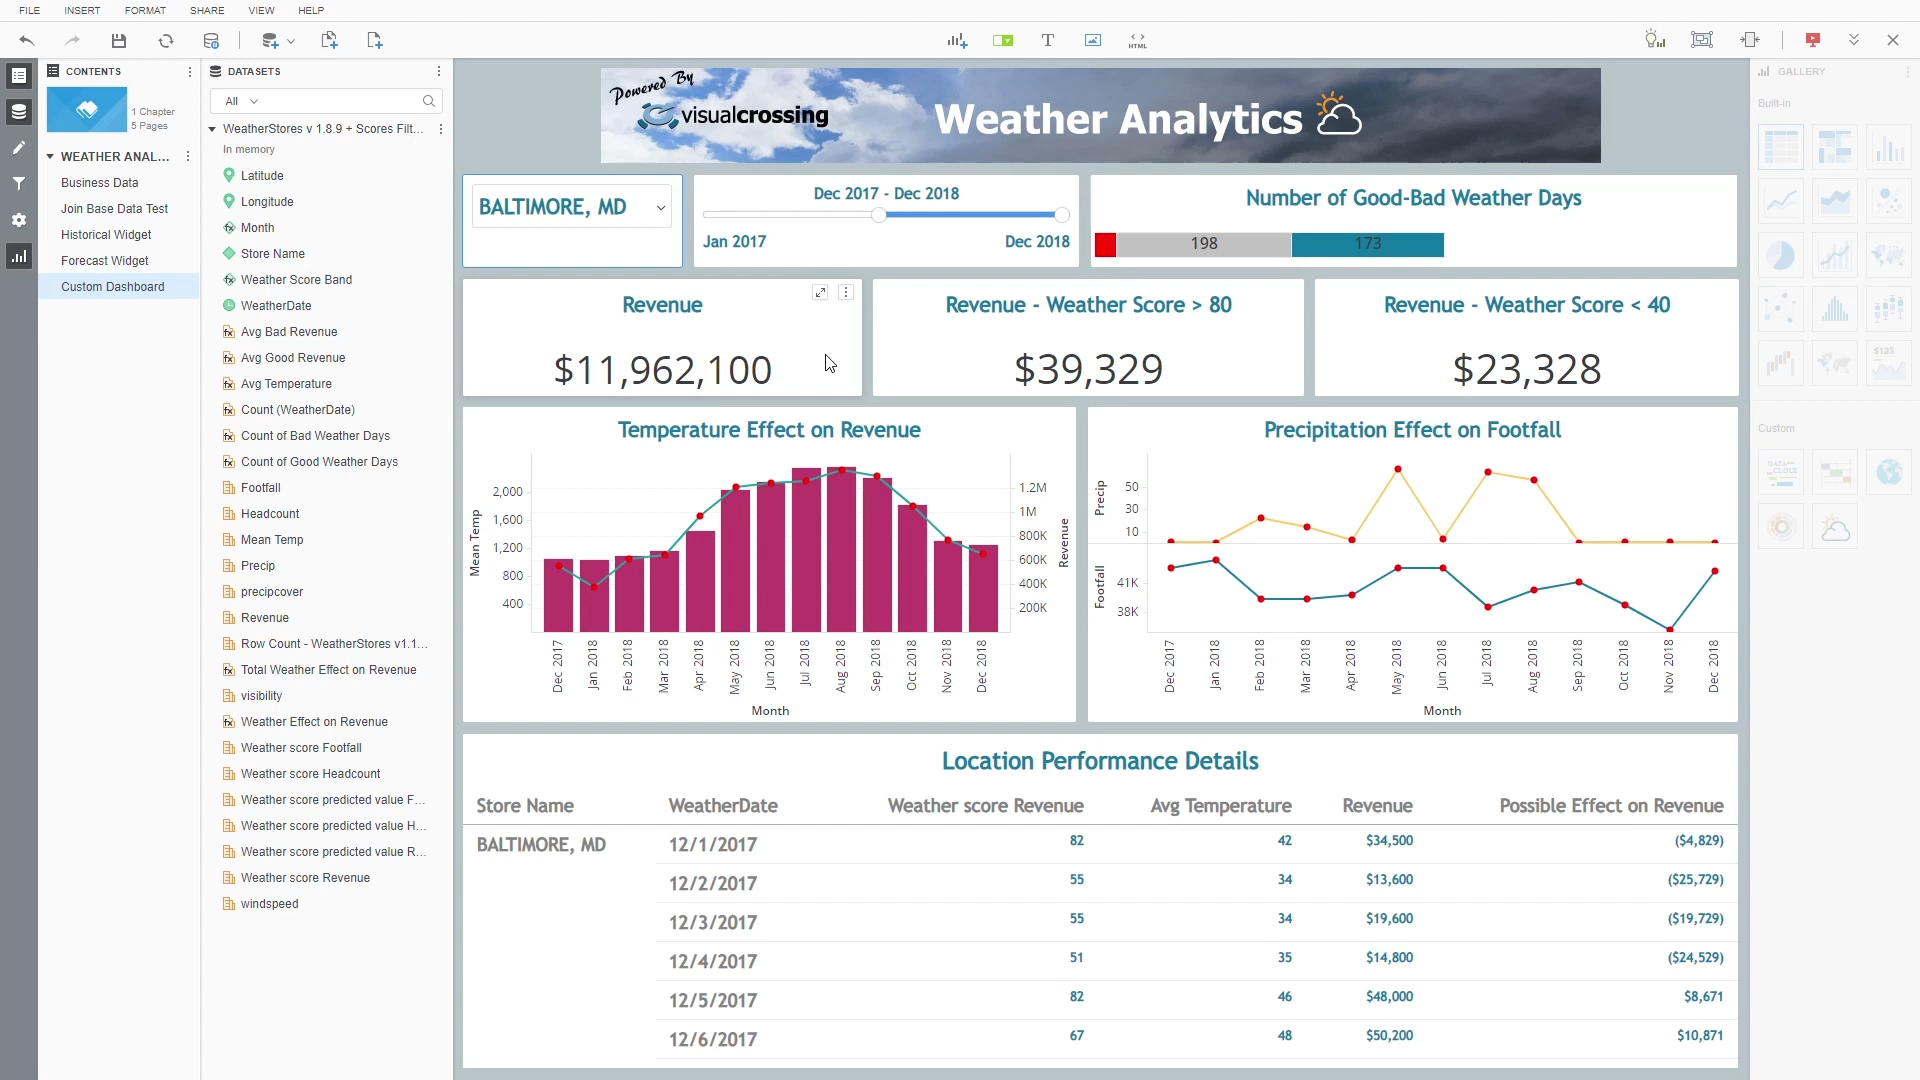 FILE INSERT FORMAT SHARE VIEW HELP
HTML
CONTENTS
1 Chapter
5 Pages
WEATHER ANAL...
Business Data
Join Base Data Test
Historical Widget
Forecast Widget
Custom Dashboard
DATASETS
All
WeatherStores v 1.8.9 + Scores Filt...
In memory
Latitude
Longitude
Month
Store Name
Weather Score Band
WeatherDate
Avg Bad Revenue
Avg Good Revenue
Avg Temperature
Count (WeatherDate)
Count of Bad Weather Days
Count of Good Weather Days
Footfall
Headcount
Mean Temp
Precip
precipcover
Revenue
Row Count - WeatherStores v1.1...
Total Weather Effect on Revenue
visibility
Weather Effect on Revenue
Weather score Footfall
Weather score Headcount
Weather score predicted value F...
Weather score predicted value H...
Weather score predicted value R...
Weather score Revenue
windspeed
Powered By
visualcrossing
Weather Analytics
BALTIMORE, MD
Dec 2017 - Dec 2018
Jan 2017 Dec 2018
Number of Good-Bad Weather Days
198 173
Revenue
$11,962,100
Revenue - Weather Score > 80
$39,329
Revenue - Weather Score < 40
$23,328
Temperature Effect on Revenue
Mean Temp
2,000
1,600
1,200
800
400
1.2M
1M
800K
600K
400K
200K
Revenue
Dec 2017 Jan 2018 Feb 2018 Mar 2018 Apr 2018 May 2018 Jun 2018 Jul 2018 Aug 2018 Sep 2018 Oct 2018 Nov 2018 Dec 2018
Month
Precipitation Effect on Footfall
Precip
50
30
10
Footfall
41K
38K
Dec 2017 Jan 2018 Feb 2018 Mar 2018 Apr 2018 May 2018 Jun 2018 Jul 2018 Aug 2018 Sep 2018 Oct 2018 Nov 2018 Dec 2018
Month
Location Performance Details
Store Name WeatherDate Weather score Revenue Avg Temperature Revenue Possible Effect on Revenue
BALTIMORE, MD 12/1/2017 82 42 $34,500 ($4,829)
12/2/2017 55 34 $13,600 ($25,729)
12/3/2017 55 34 $19,600 ($19,729)
12/4/2017 51 35 $14,800 ($24,529)
12/5/2017 82 46 $48,000 $8,671
12/6/2017 67 48 $50,200 $10,871
GALLERY
Built-in
$123
Custom